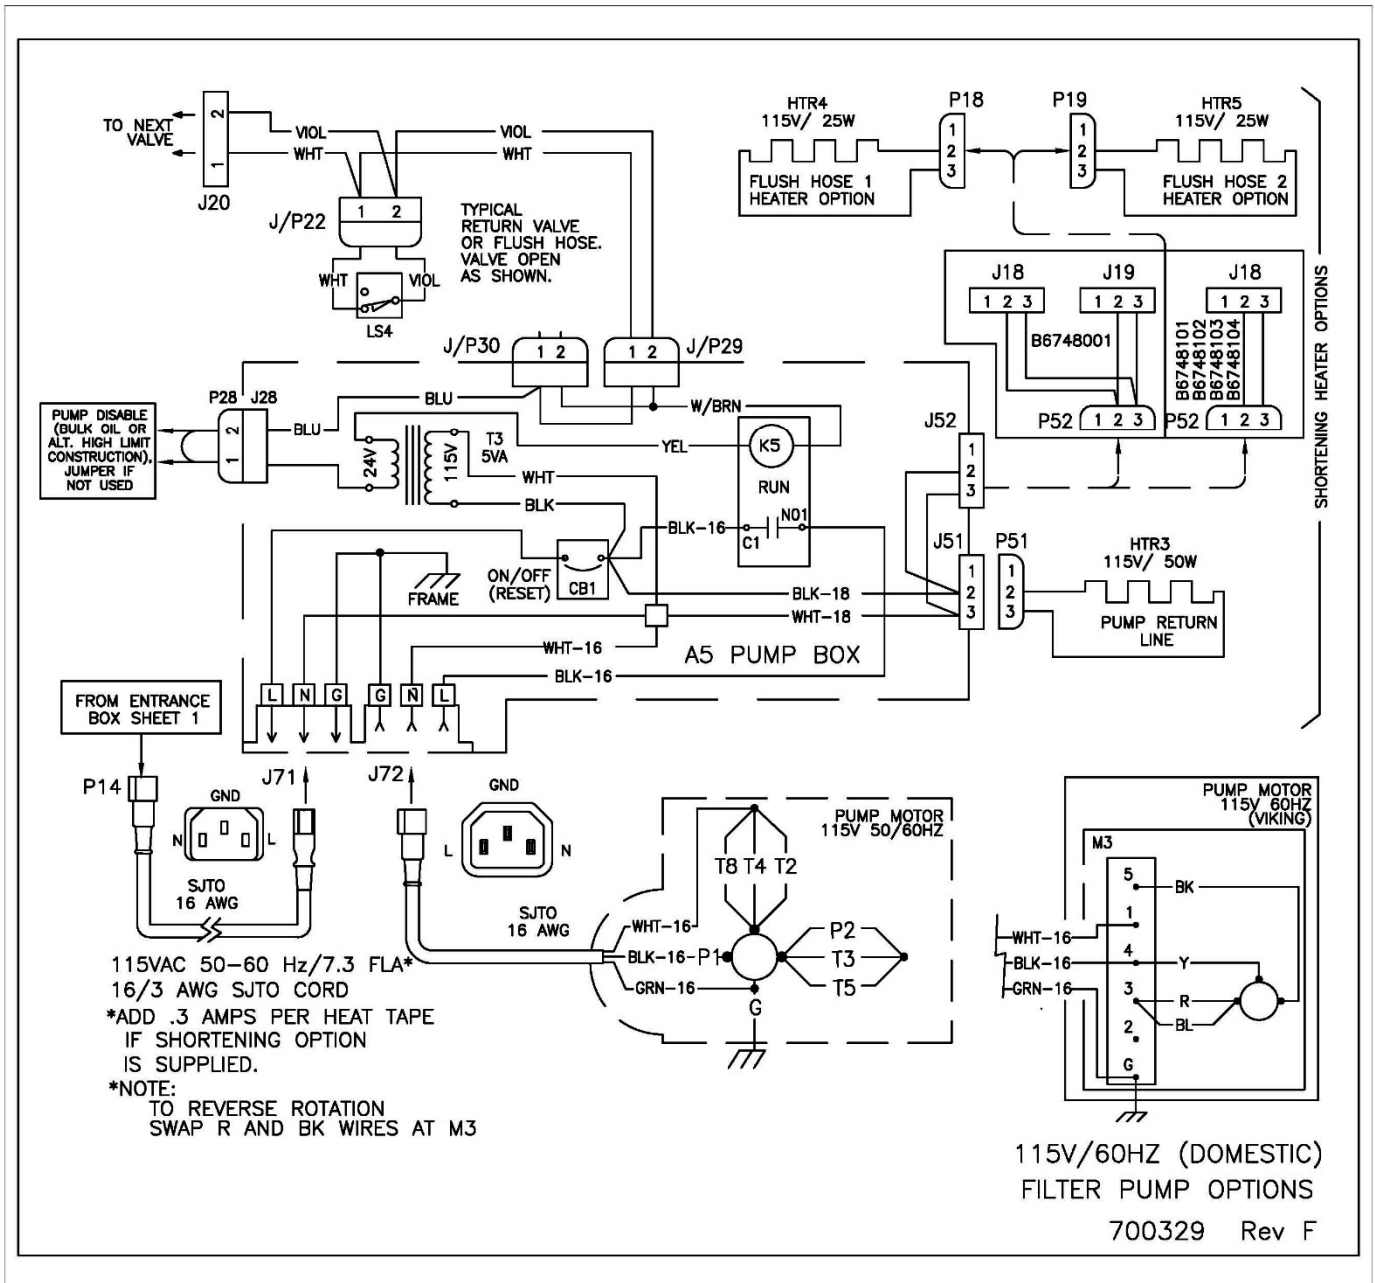 TO NEXT
VALVE
2
1
J20
VIOL
WHT
VIOL
WHT
J/P22
1 2
TYPICAL
RETURN VALVE
OR FLUSH HOSE.
VALVE OPEN
AS SHOWN.
WHT
VIOL
LS4
HTR4
115V/ 25W
FLUSH HOSE 1
HEATER OPTION
P18
1
2
3
P19
1
2
3
HTR5
115V/ 25W
FLUSH HOSE 2
HEATER OPTION
SHORTENING HEATER OPTIONS
J18
1 2 3
J19
1 2 3
J18
1 2 3
B6748001
B6748101
B6748102
B6748103
B6748104
P52
1 2 3
P52
1 2 3
J/P30
1 2
J/P29
1 2
P28
J28
2
1
PUMP DISABLE
(BULK OIL OR
ALT. HIGH LIMIT
CONSTRUCTION).
JUMPER IF
NOT USED
BLU
BLU
W/BRN
24V
115V
T3
5VA
YEL
K5
RUN
WHT
BLK
BLK-16
C1
NO1
J52
1
2
3
J51
1
2
3
P51
1
2
3
HTR3
115V/ 50W
PUMP RETURN
LINE
FRAME
ON/OFF
(RESET)
CB1
BLK-18
WHT-18
WHT-16
BLK-16
A5 PUMP BOX
L
N
G
G
N
L
FROM ENTRANCE
BOX SHEET 1
P14
J71
J72
GND
N
L
GND
L
N
SJTO
16 AWG
SJTO
16 AWG
PUMP MOTOR
115V 50/60HZ
T8 T4 T2
WHT-16
BLK-16
P1
GRN-16
P2
T3
T5
G
PUMP MOTOR
115V 60HZ
(VIKING)
M3
5
1
4
3
2
G
BK
Y
R
BL
WHT-16
BLK-16
GRN-16
115VAC 50-60 Hz/7.3 FLA*
16/3 AWG SJTO CORD
*ADD .3 AMPS PER HEAT TAPE
IF SHORTENING OPTION
IS SUPPLIED.
*NOTE:
TO REVERSE ROTATION
SWAP R AND BK WIRES AT M3
115V/60HZ (DOMESTIC)
FILTER PUMP OPTIONS
700329 Rev F